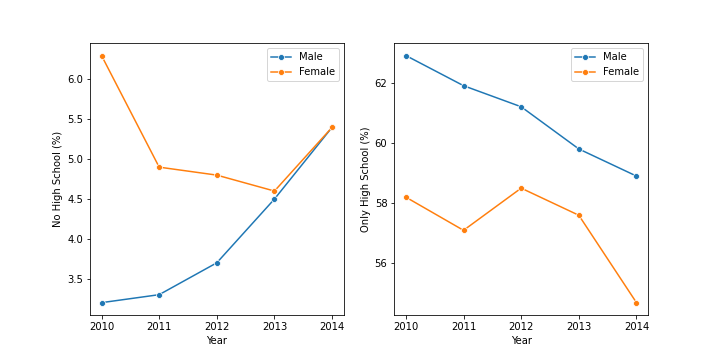 No High School (%)
6.0
5.5
5.0
4.5
4.0
3.5
2010 2011 2012 2013 2014
Year
Male
Female
Only High School (%)
62
60
58
56
2010 2011 2012 2013 2014
Year
Male
Female